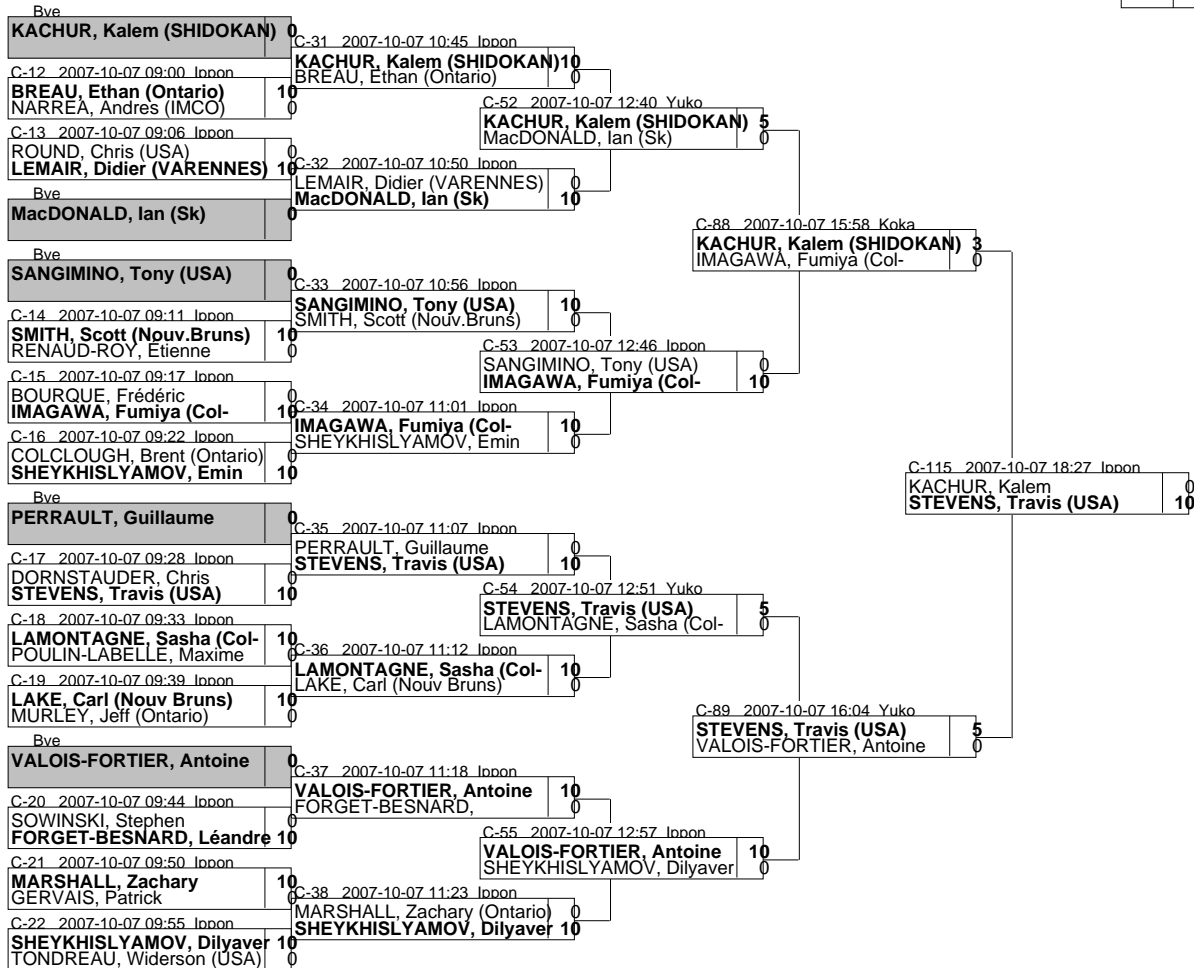 Bye
KACHUR, Kalem (SHIDOKAN) 0
C-12 2007-10-07 09:00 Ippon
BREAU, Ethan (Ontario) 10
NARREA, Andres (IMCO) 0
C-13 2007-10-07 09:06 Ippon
ROUND, Chris (USA) 0
LEMAIR, Didier (VARENNES) 10
Bye
MacDONALD, Ian (Sk) 0
Bye
SANGIMINO, Tony (USA) 0
C-14 2007-10-07 09:11 Ippon
SMITH, Scott (Nouv.Bruns) 10
RENAUD-ROY, Étienne 0
C-15 2007-10-07 09:17 Ippon
BOURQUE, Frédéric 0
IMAGAWA, Fumiya (Col- 10
C-16 2007-10-07 09:22 Ippon
COLCLOUGH, Brent (Ontario) 0
SHEYKHISLYAMOV, Emin 10
Bye
PERRAULT, Guillaume 0
C-17 2007-10-07 09:28 Ippon
DORNSTAUDER, Chris 0
STEVENS, Travis (USA) 10
C-18 2007-10-07 09:33 Ippon
LAMONTAGNE, Sasha (Col- 10
POULIN-LABELLE, Maxime 0
C-19 2007-10-07 09:39 Ippon
LAKE, Carl (Nouv Bruns) 10
MURLEY, Jeff (Ontario) 0
Bye
VALOIS-FORTIER, Antoine 0
C-20 2007-10-07 09:44 Ippon
SOWINSKI, Stephen 0
FORGET-BESNARD, Léandre 10
C-21 2007-10-07 09:50 Ippon
MARSHALL, Zachary 10
GERVAIS, Patrick 0
C-22 2007-10-07 09:55 Ippon
SHEYKHISLYAMOV, Dilyaver 10
TONDREAU, Widerson (USA) 0
C-31 2007-10-07 10:45 Ippon
KACHUR, Kalem (SHIDOKAN) 10
BREAU, Ethan (Ontario) 0
C-32 2007-10-07 10:50 Ippon
LEMAIR, Didier (VARENNES) 0
MacDONALD, Ian (Sk) 10
C-33 2007-10-07 10:56 Ippon
SANGIMINO, Tony (USA) 10
SMITH, Scott (Nouv.Bruns) 0
C-34 2007-10-07 11:01 Ippon
IMAGAWA, Fumiya (Col- 10
SHEYKHISLYAMOV, Emin 0
C-35 2007-10-07 11:07 Ippon
PERRAULT, Guillaume 0
STEVENS, Travis (USA) 10
C-36 2007-10-07 11:12 Ippon
LAMONTAGNE, Sasha (Col- 10
LAKE, Carl (Nouv Bruns) 0
C-37 2007-10-07 11:18 Ippon
VALOIS-FORTIER, Antoine 10
FORGET-BESNARD, 0
C-38 2007-10-07 11:23 Ippon
MARSHALL, Zachary (Ontario) 0
SHEYKHISLYAMOV, Dilyaver 10
C-52 2007-10-07 12:40 Yuko
KACHUR, Kalem (SHIDOKAN) 5
MacDONALD, Ian (Sk) 0
C-53 2007-10-07 12:46 Ippon
SANGIMINO, Tony (USA) 0
IMAGAWA, Fumiya (Col- 10
C-54 2007-10-07 12:51 Yuko
STEVENS, Travis (USA) 5
LAMONTAGNE, Sasha (Col- 0
C-55 2007-10-07 12:57 Ippon
VALOIS-FORTIER, Antoine 10
SHEYKHISLYAMOV, Dilyaver 0
C-88 2007-10-07 15:58 Koka
KACHUR, Kalem (SHIDOKAN) 3
IMAGAWA, Fumiya (Col- 0
C-89 2007-10-07 16:04 Yuko
STEVENS, Travis (USA) 5
VALOIS-FORTIER, Antoine 0
C-115 2007-10-07 18:27 Ippon
KACHUR, Kalem 0
STEVENS, Travis (USA) 10